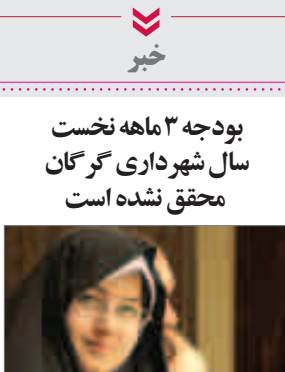 خبر
بودجه ۳ ماهه نخست
سال شهرداری گرگان
محقق نشده است